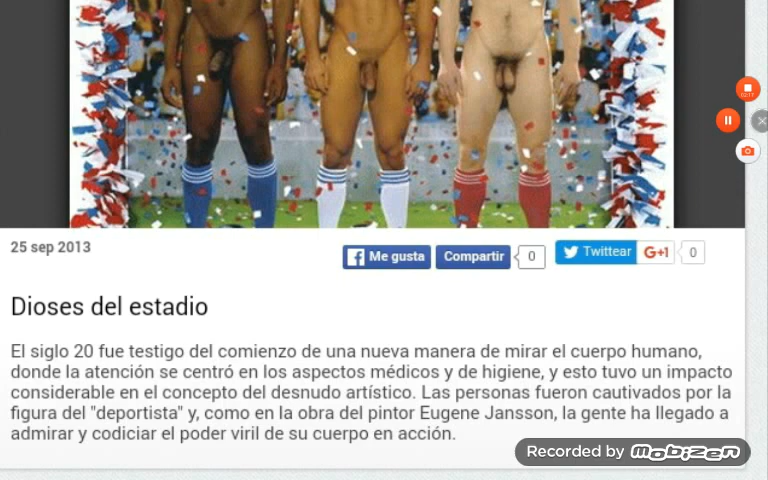 25 sep 2013
Me gusta
Compartir
0
Twittear
G+1
0
Dioses del estadio
El siglo 20 fue testigo del comienzo de una nueva manera de mirar el cuerpo humano,
donde la atención se centró en los aspectos médicos y de higiene, y esto tuvo un impacto
considerable en el concepto del desnudo artístico. Las personas fueron cautivados por la
figura del "deportista" y, como en la obra del pintor Eugene Jansson, la gente ha llegado a
admirar y codiciar el poder viril de su cuerpo en acción.
Recorded by Mobizen